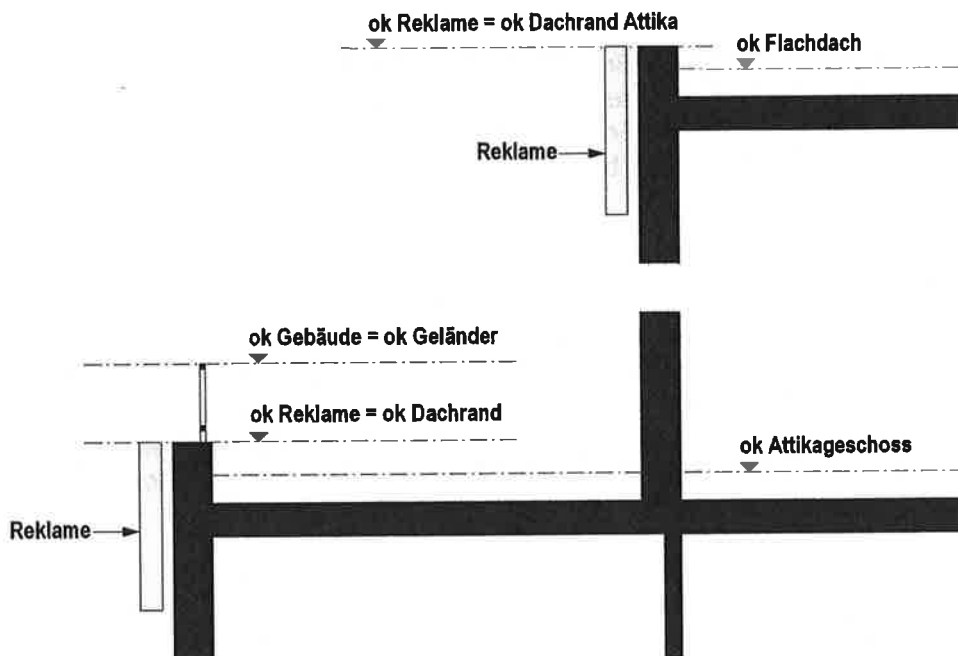 ok Reklame = ok Dachrand Attika
ok Flachdach
Reklame
ok Gebäude = ok Geländer
ok Reklame = ok Dachrand
ok Attikageschoss
Reklame